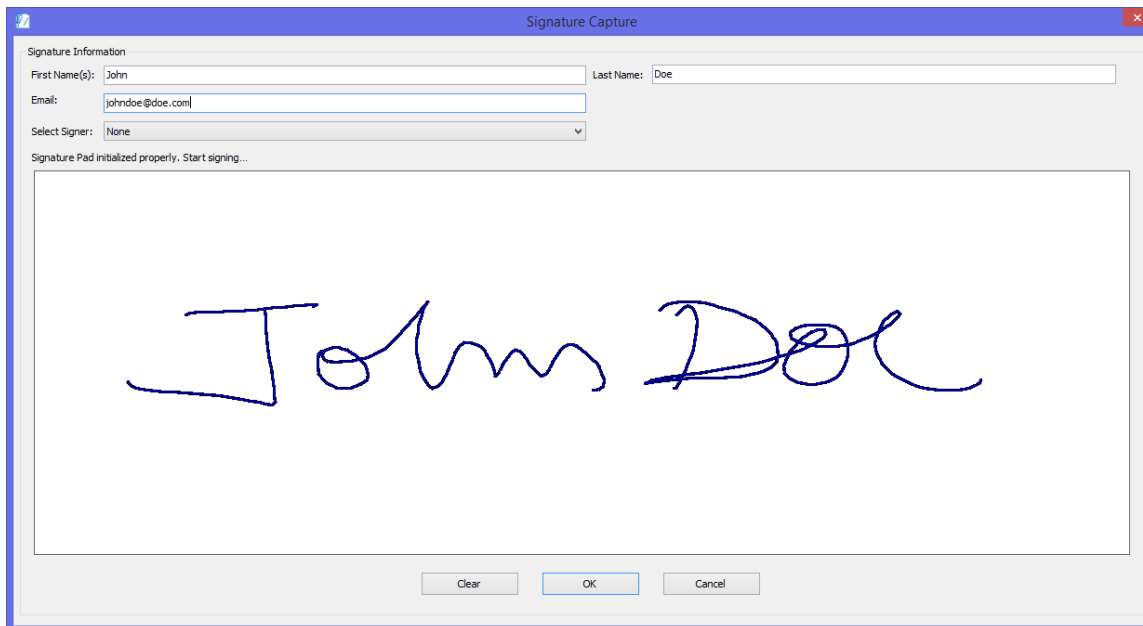 Signature Capture
Signature Information
First Name(s): John Last Name: Doe
Email: johndoe@doe.com
Select Signer: None
Signature Pad initialized properly. Start signing...
John Doe
Clear OK Cancel